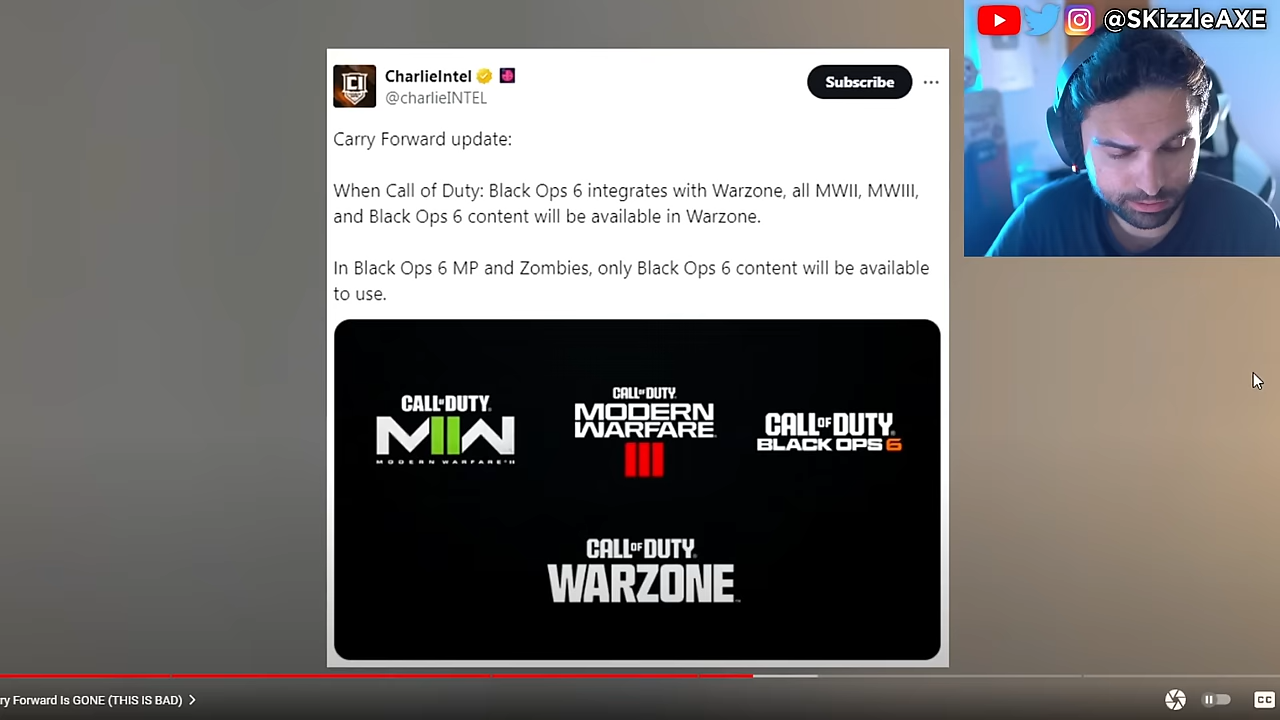 @SKizzleAXE
CharlieIntel
@charlieINTEL
Subscribe
Carry Forward update:
When Call of Duty: Black Ops 6 integrates with Warzone, all MWII, MWIII,
and Black Ops 6 content will be available in Warzone.
In Black Ops 6 MP and Zombies, only Black Ops 6 content will be available
to use.
CALL OF DUTY
MWII
MODERN WARFARE II
CALL OF DUTY
MODERN
WARFARE
III
CALL OF DUTY
BLACK OPS 6
CALL OF DUTY
WARZONE
ry Forward Is GONE (THIS IS BAD)
CC